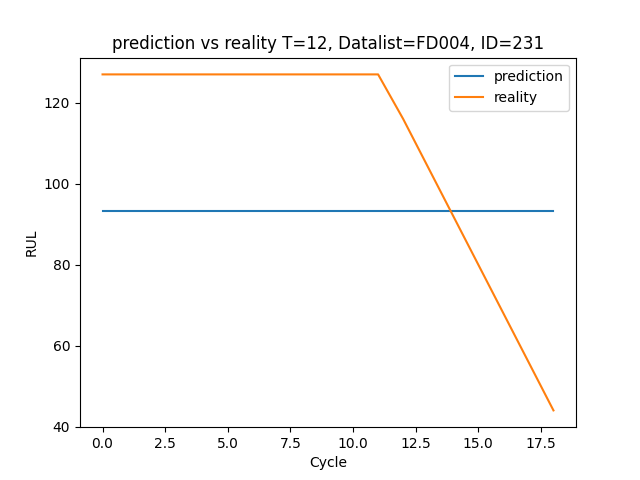 prediction vs reality T=12, Datalist=FD004, ID=231
prediction
reality
RUL
120
100
80
60
40
0.0 2.5 5.0 7.5 10.0 12.5 15.0 17.5
Cycle